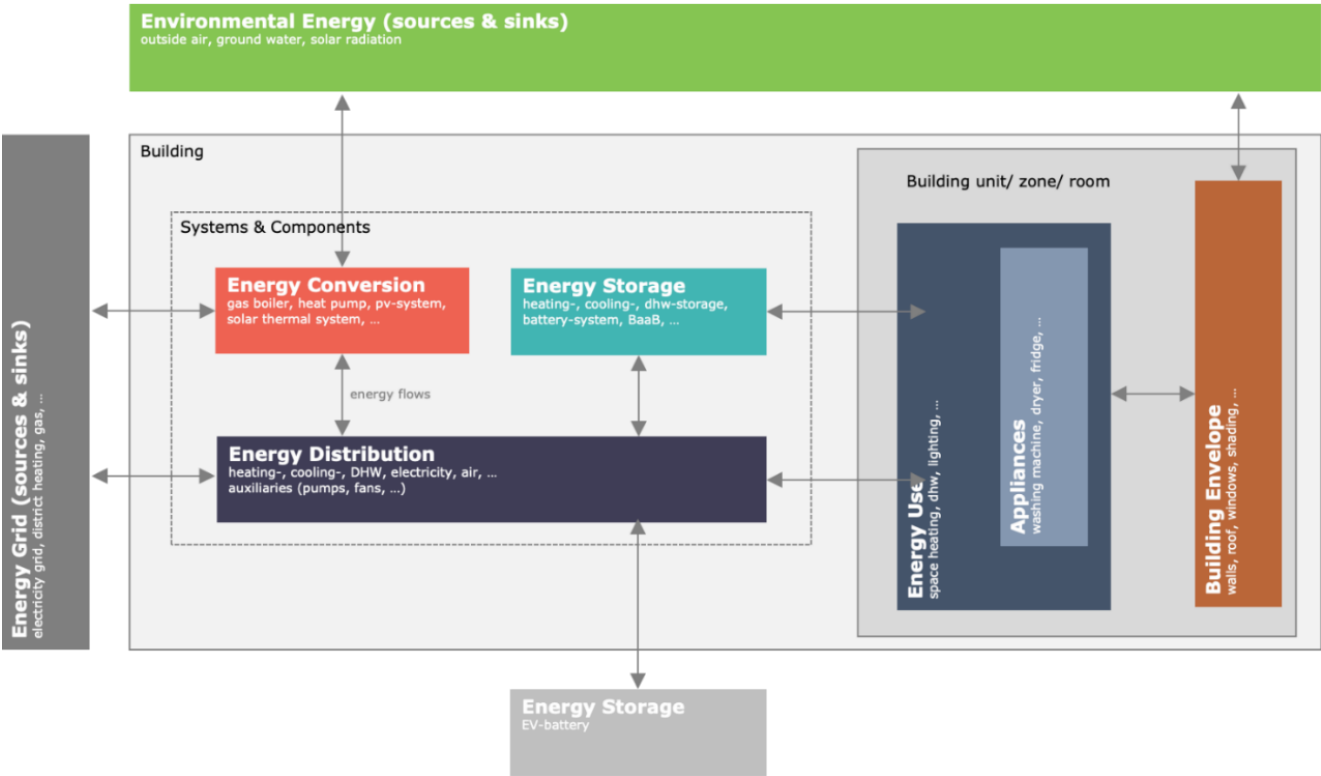 Environmental Energy (sources & sinks)
outside air, ground water, solar radiation
Building
Building unit/ zone/ room
Systems & Components
Energy Conversion
gas boiler, heat pump, pv-system,
solar thermal system, ...
Energy Storage
heating-, cooling-, dhw-storage,
battery-system, BaaB, ...
energy flows
Energy Distribution
heating-, cooling-, DHW, electricity, air, ...
auxiliaries (pumps, fans, ...)
Energy Grid (sources & sinks)
electricity grid, district heating, gas, ...
Energy Use
space heating, dhw, lighting, ...
Appliances
washing machine, dryer, fridge, ...
Building Envelope
walls, roof, windows, shading, ...
Energy Storage
EV-battery